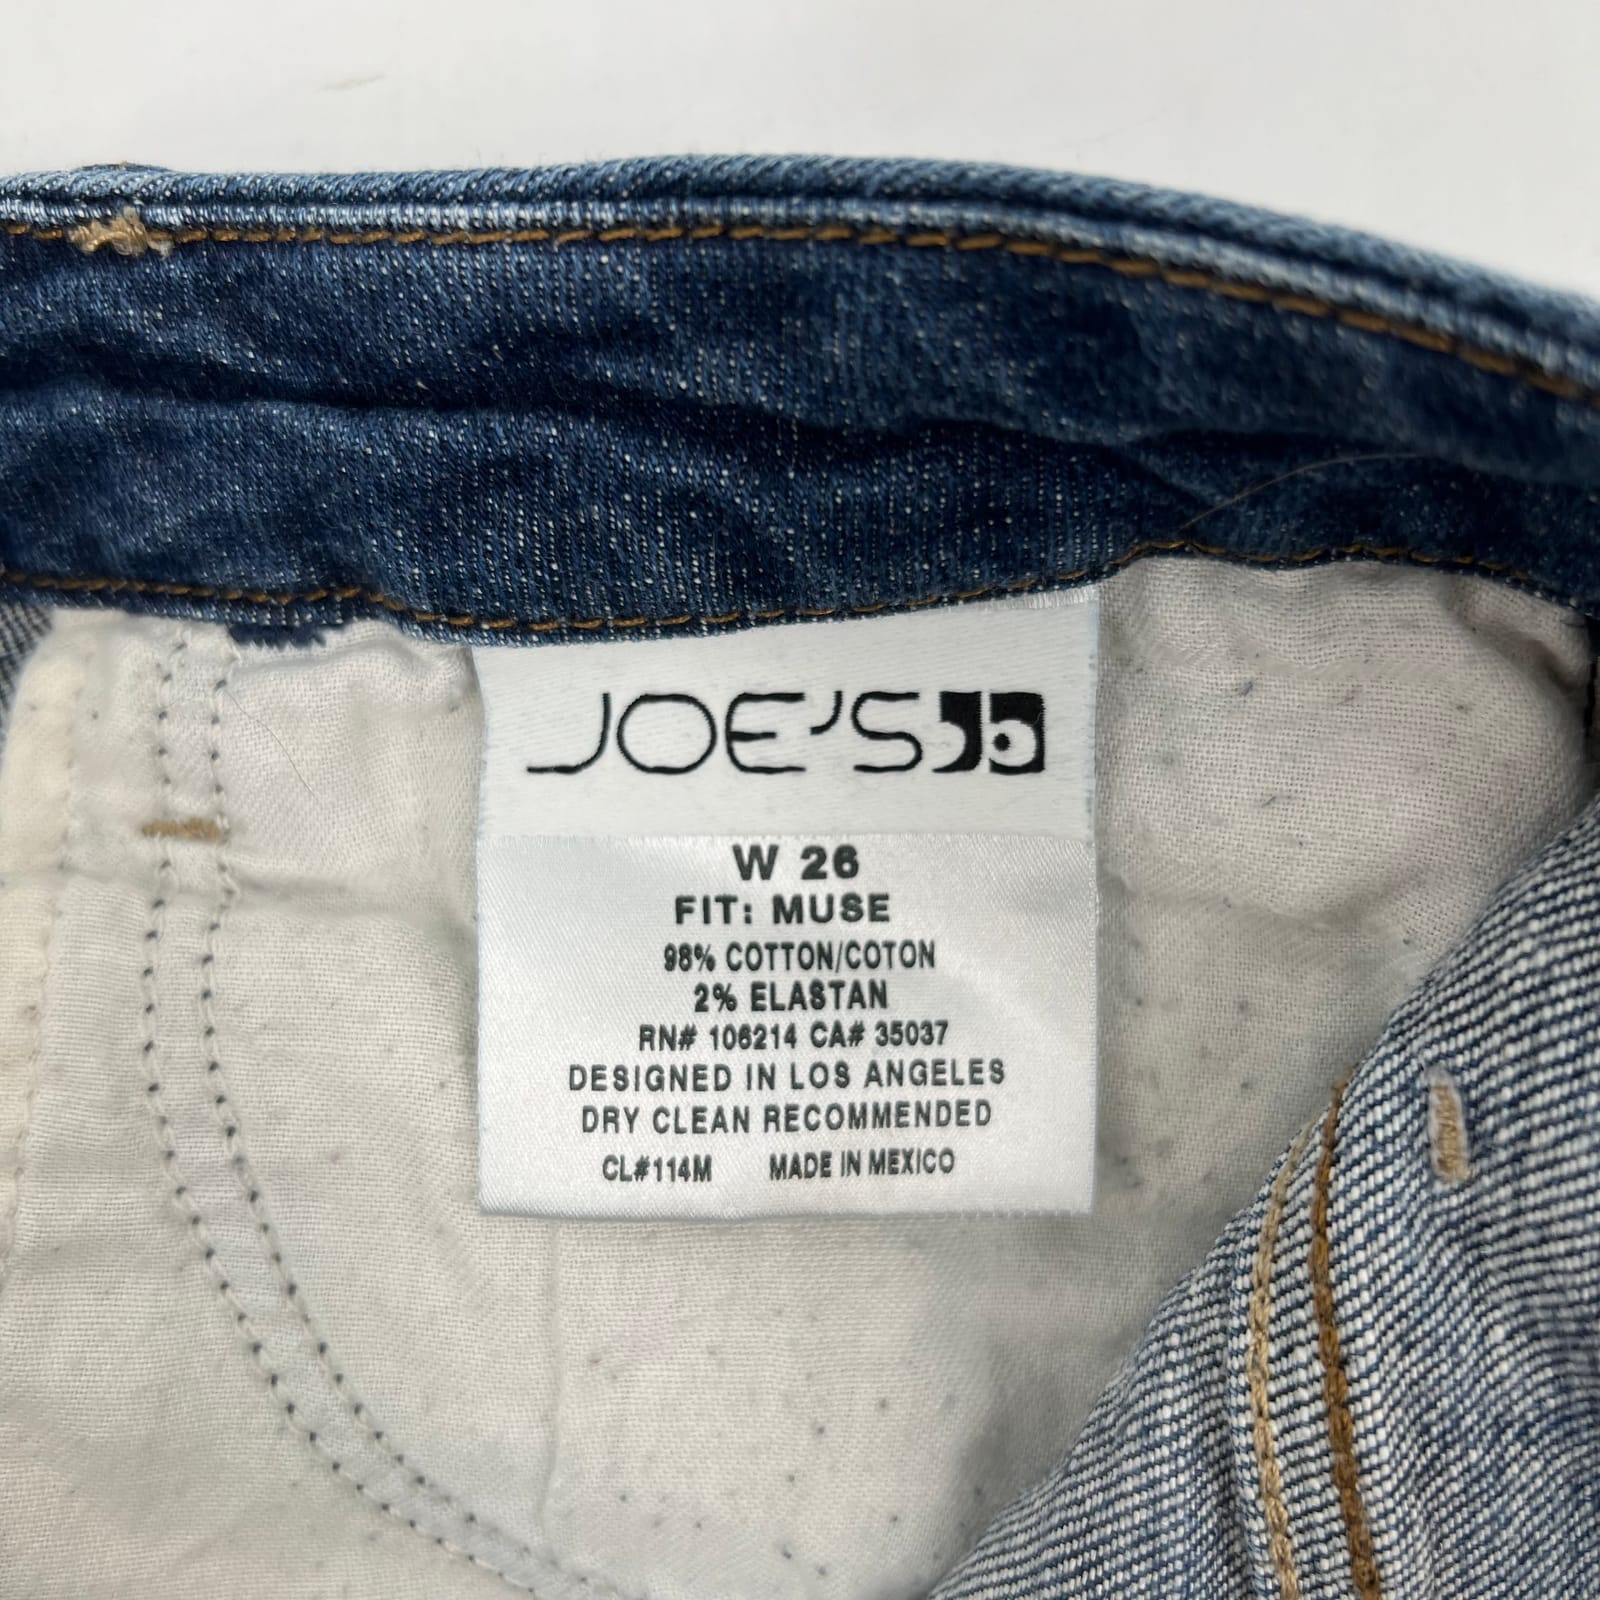 JOE'S
W 26
FIT: MUSE
98% COTTON/COTON
2% ELASTAN
RN# 106214 CA# 35037
DESIGNED IN LOS ANGELES
DRY CLEAN RECOMMENDED
CL#114M MADE IN MEXICO